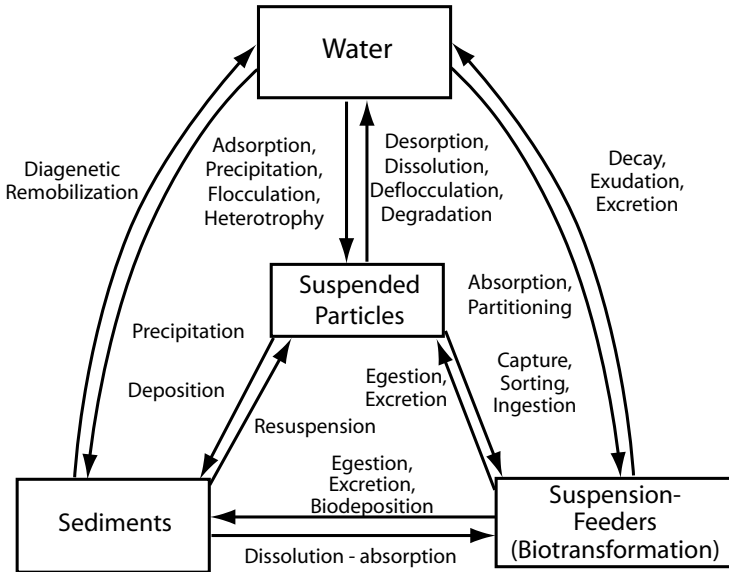 Water
Adsorption,
Precipitation,
Flocculation,
Heterotrophy
Desorption,
Dissolution,
Deflocculation,
Degradation
Diagenetic
Remobilization
Decay,
Exudation,
Excretion
Suspended
Particles
Absorption,
Partitioning
Precipitation
Deposition
Resuspension
Egestion,
Excretion
Capture,
Sorting,
Ingestion
Egestion,
Excretion,
Biodeposition
Sediments
Suspension-
Feeders
(Biotransformation)
Dissolution - absorption